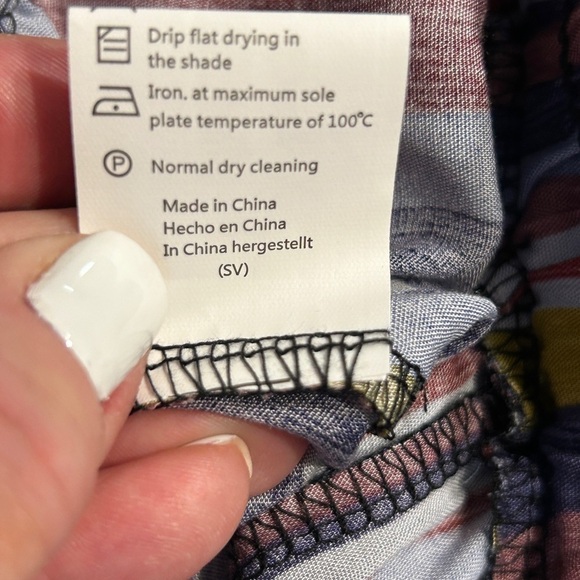 Drip flat drying in
the shade
Iron, at maximum sole
plate temperature of 100℃
P Normal dry cleaning
Made in China
Hecho en China
In China hergestellt
(SV)